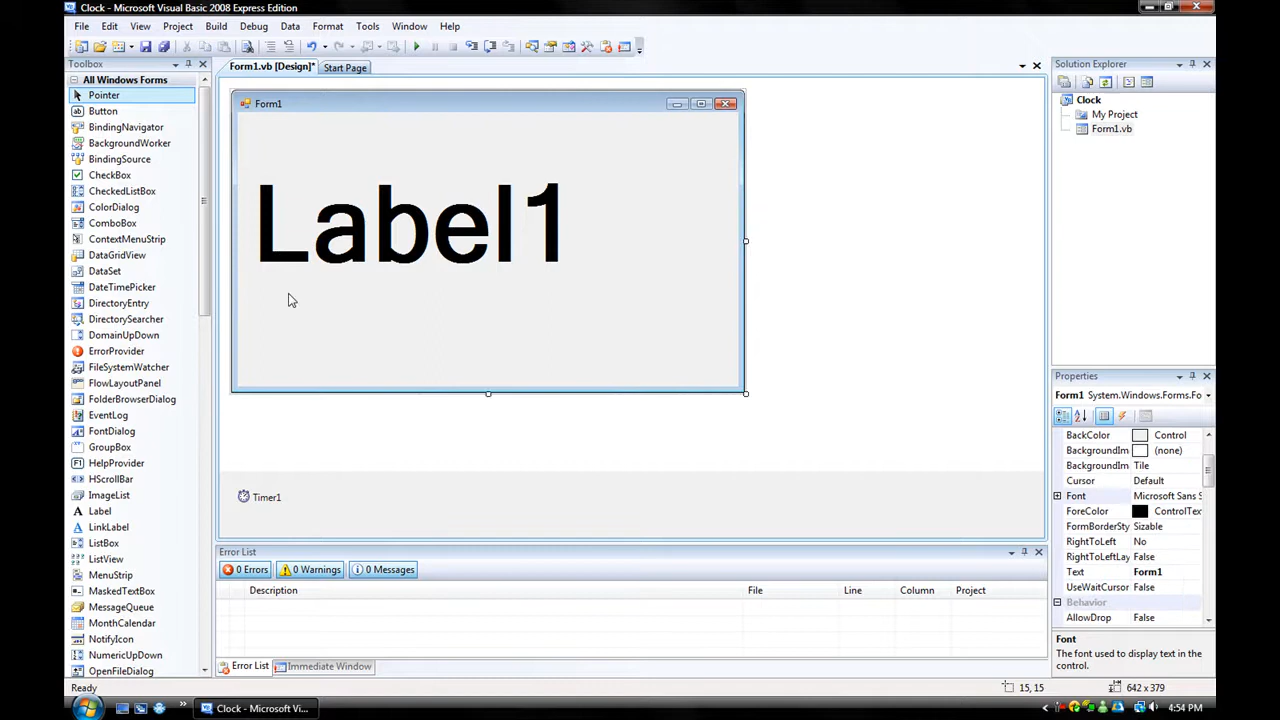 Clock - Microsoft Visual Basic 2008 Express Edition
File Edit View Project Build Debug Data Format Tools Window Help
Toolbox
Form1.vb [Design]* Start Page
Solution Explorer
All Windows Forms
Pointer
Button
BindingNavigator
BackgroundWorker
BindingSource
CheckBox
CheckedListBox
ColorDialog
ComboBox
ContextMenuStrip
DataGridView
DataSet
DateTimePicker
DirectoryEntry
DirectorySearcher
DomainUpDown
ErrorProvider
FileSystemWatcher
FlowLayoutPanel
FolderBrowserDialog
EventLog
FontDialog
GroupBox
HelpProvider
HScrollBar
ImageList
Label
LinkLabel
ListBox
ListView
MenuStrip
MaskedTextBox
MessageQueue
MonthCalendar
NotifyIcon
NumericUpDown
OpenFileDialog
Form1
Label1
Timer1
Clock
My Project
Form1.vb
Properties
Form1 System.Windows.Forms.Fo
BackColor Control
BackgroundIm (none)
BackgroundIm Tile
Cursor Default
Font Microsoft Sans S
ForeColor ControlTex
FormBorderSty Sizable
RightToLeft No
RightToLeftLay False
Text Form1
UseWaitCursor False
Behavior
AllowDrop False
Font
The font used to display text in the
control.
Error List
0 Errors 0 Warnings 0 Messages
Description File Line Column Project
Error List Immediate Window
Ready 15, 15 642 x 379
Clock - Microsoft Vi... 4:54 PM